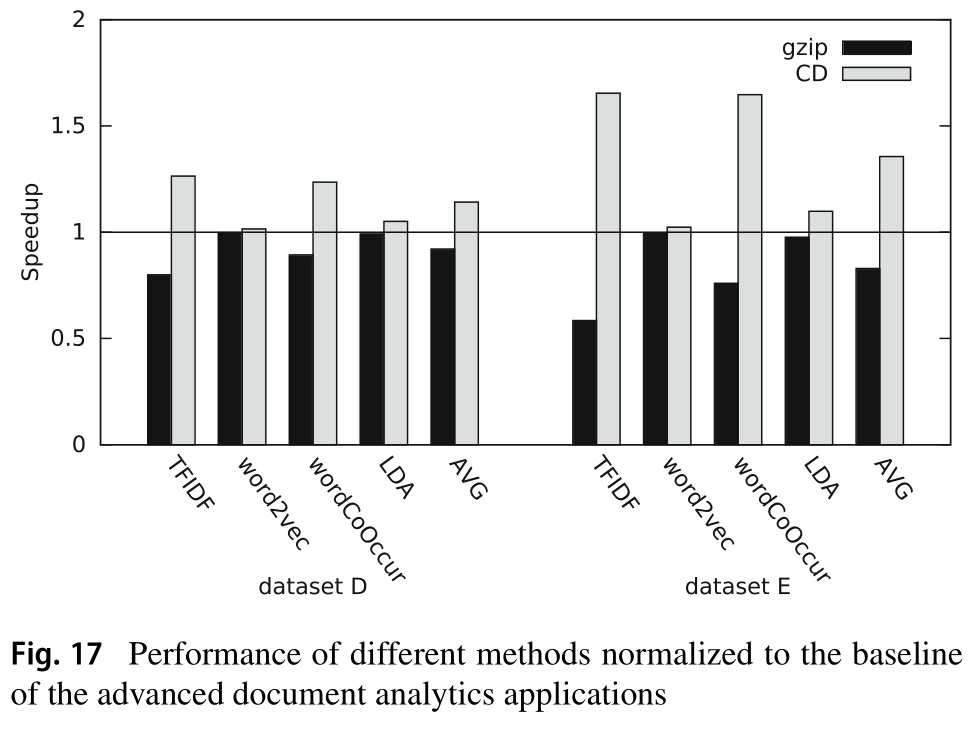 2
1.5
1
0.5
0
Speedup
gzip
CD
TFIDF
word2vec
wordCoOccur
LDA
AVG
TFIDF
word2vec
wordCoOccur
LDA
AVG
dataset D
dataset E
Fig. 17 Performance of different methods normalized to the baseline
of the advanced document analytics applications